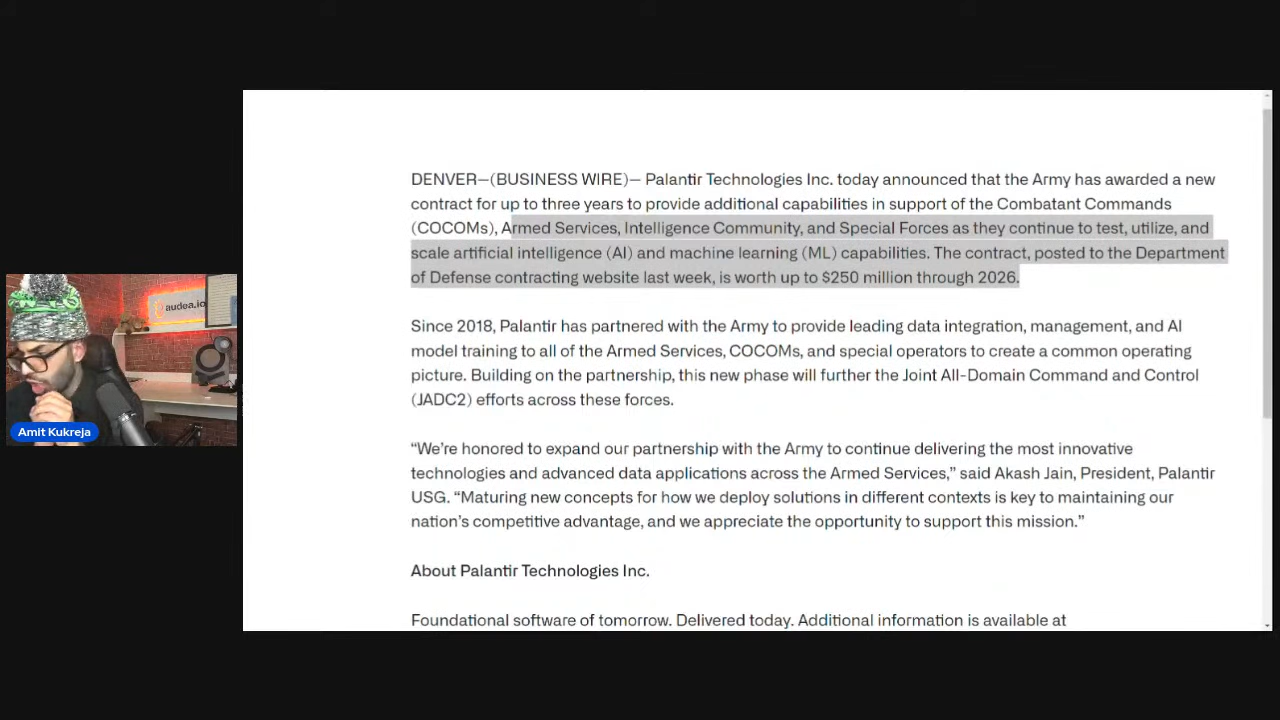 DENVER—(BUSINESS WIRE)— Palantir Technologies Inc. today announced that the Army has awarded a new
contract for up to three years to provide additional capabilities in support of the Combatant Commands
(COCOMs), Armed Services, Intelligence Community, and Special Forces as they continue to test, utilize, and
scale artificial intelligence (AI) and machine learning (ML) capabilities. The contract, posted to the Department
of Defense contracting website last week, is worth up to $250 million through 2026.
Since 2018, Palantir has partnered with the Army to provide leading data integration, management, and AI
model training to all of the Armed Services, COCOMs, and special operators to create a common operating
picture. Building on the partnership, this new phase will further the Joint All-Domain Command and Control
(JADC2) efforts across these forces.
“We’re honored to expand our partnership with the Army to continue delivering the most innovative
technologies and advanced data applications across the Armed Services,” said Akash Jain, President, Palantir
USG. “Maturing new concepts for how we deploy solutions in different contexts is key to maintaining our
nation’s competitive advantage, and we appreciate the opportunity to support this mission.”
About Palantir Technologies Inc.
Foundational software of tomorrow. Delivered today. Additional information is available at
audea.io
Amit Kukreja